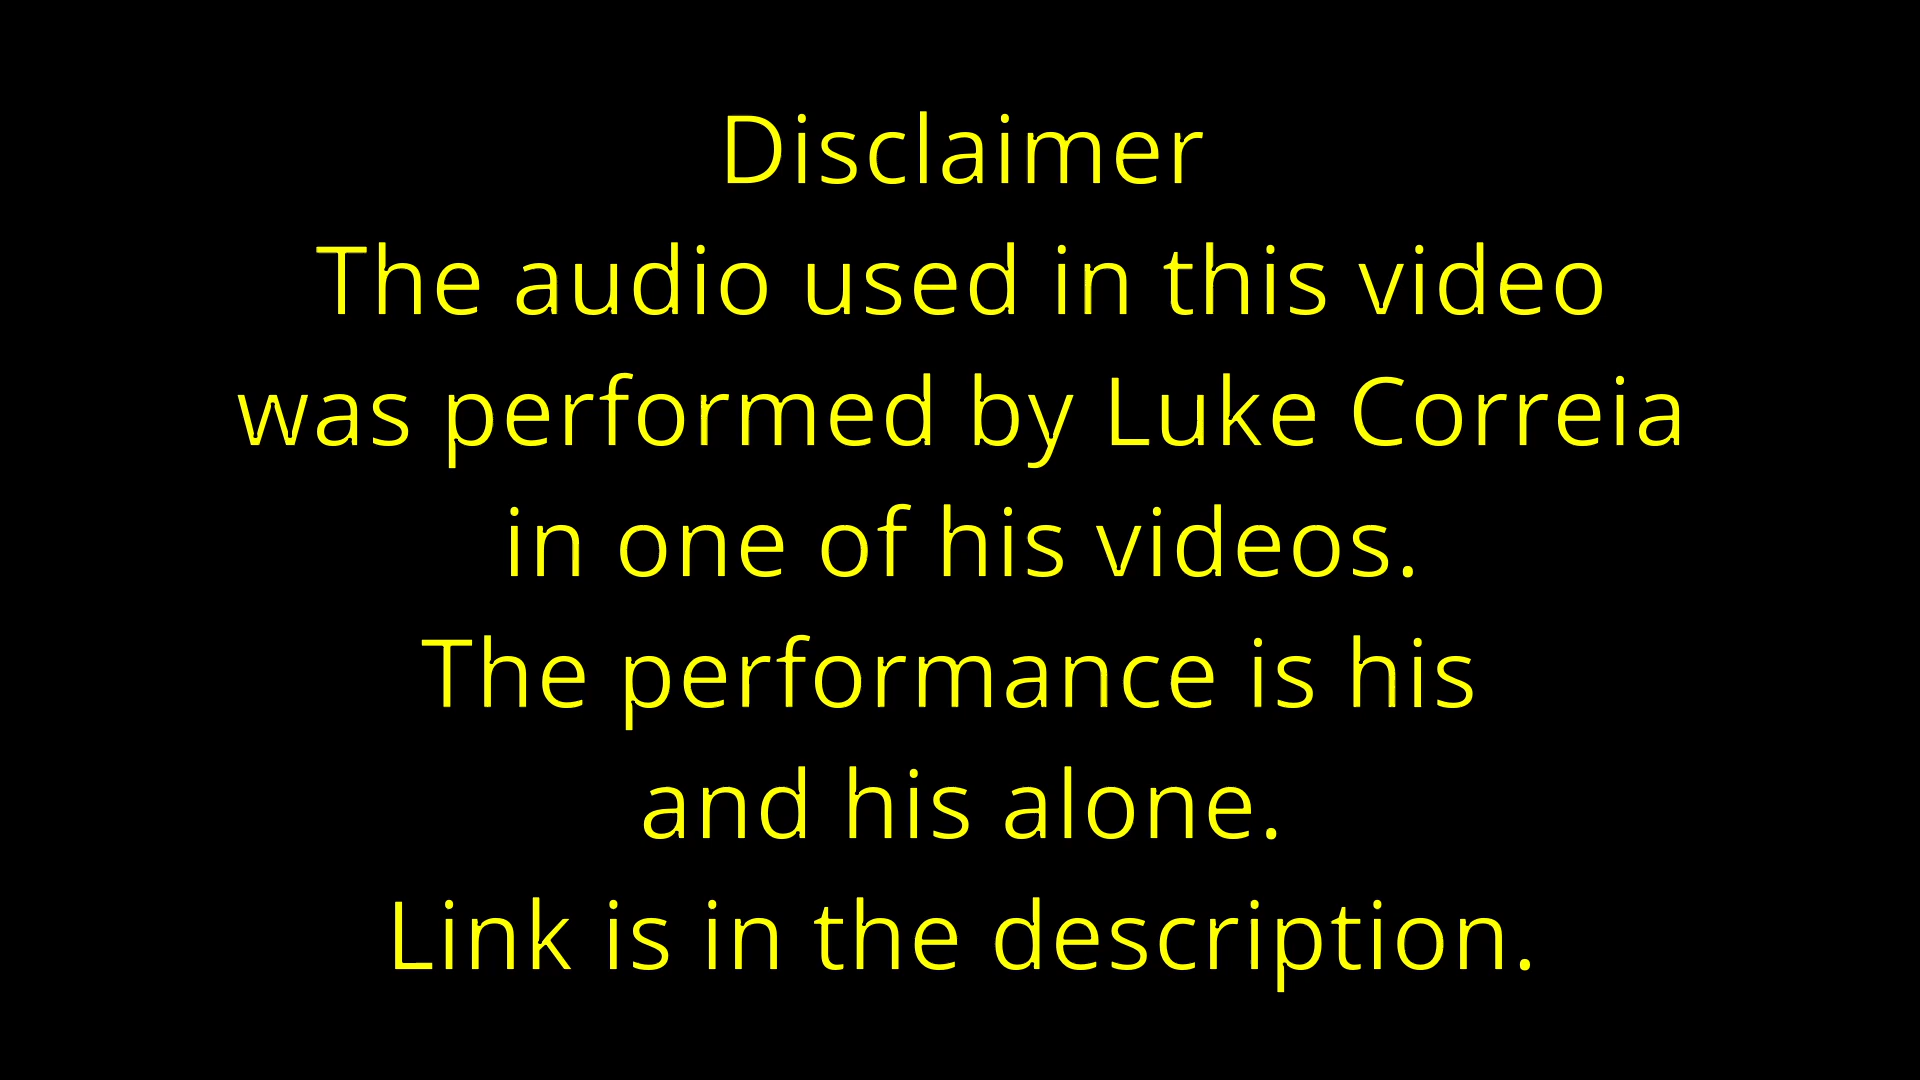 Disclaimer
The audio used in this video
was performed by Luke Correia
in one of his videos.
The performance is his
and his alone.
Link is in the description.